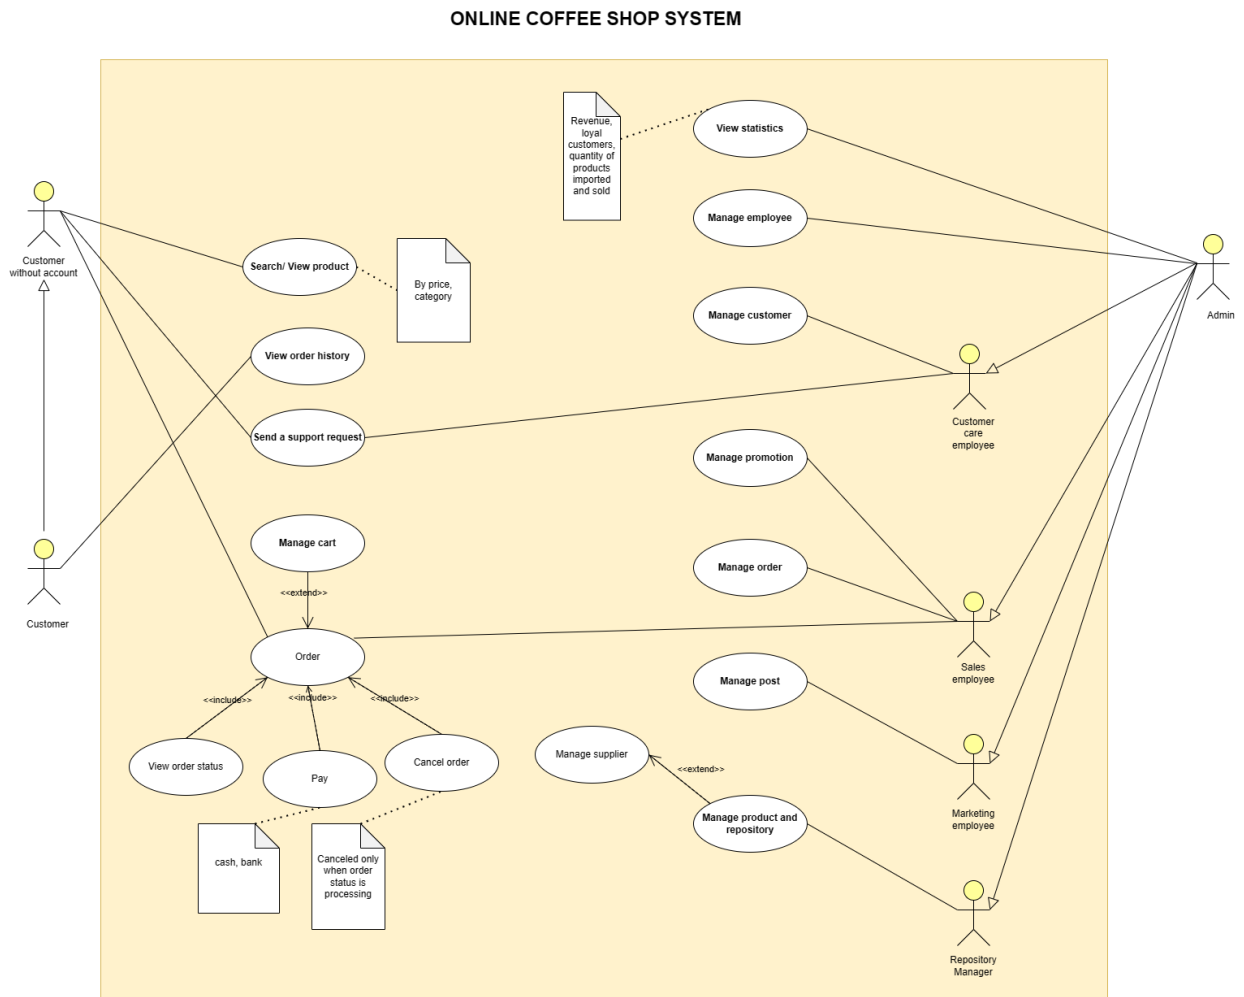 ONLINE COFFEE SHOP SYSTEM
Revenue,
loyal
customers,
quantity of
products
imported
and sold
View statistics
Manage employee
Customer
without account
Search/ View product
By price,
category
Admin
Manage customer
View order history
Customer
care
employee
Send a support request
Manage promotion
Manage cart
Manage order
<<extend>>
Customer
Order
Sales
employee
<<include>>
<<include>>
<<include>>
Manage post
View order status
Pay
Cancel order
Manage supplier
<<extend>>
Marketing
employee
Manage product and
repository
cash, bank
Canceled only
when order
status is
processing
Repository
Manager